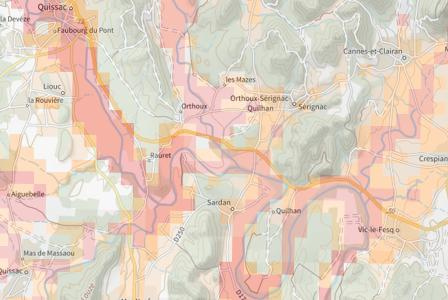 Quissac
la Devèze
Faubourg du Pont
Cannes-et-Clairan
Liouc
les Mazes
la Rouvière
Orthoux
Orthoux-Sérignac
Quilhan
Sérignac
Rauret
Crespian
Aiguebelle
Sardan
Quilhan
Vic-le-Fesq
D250
Mas de Massaou
Quissac